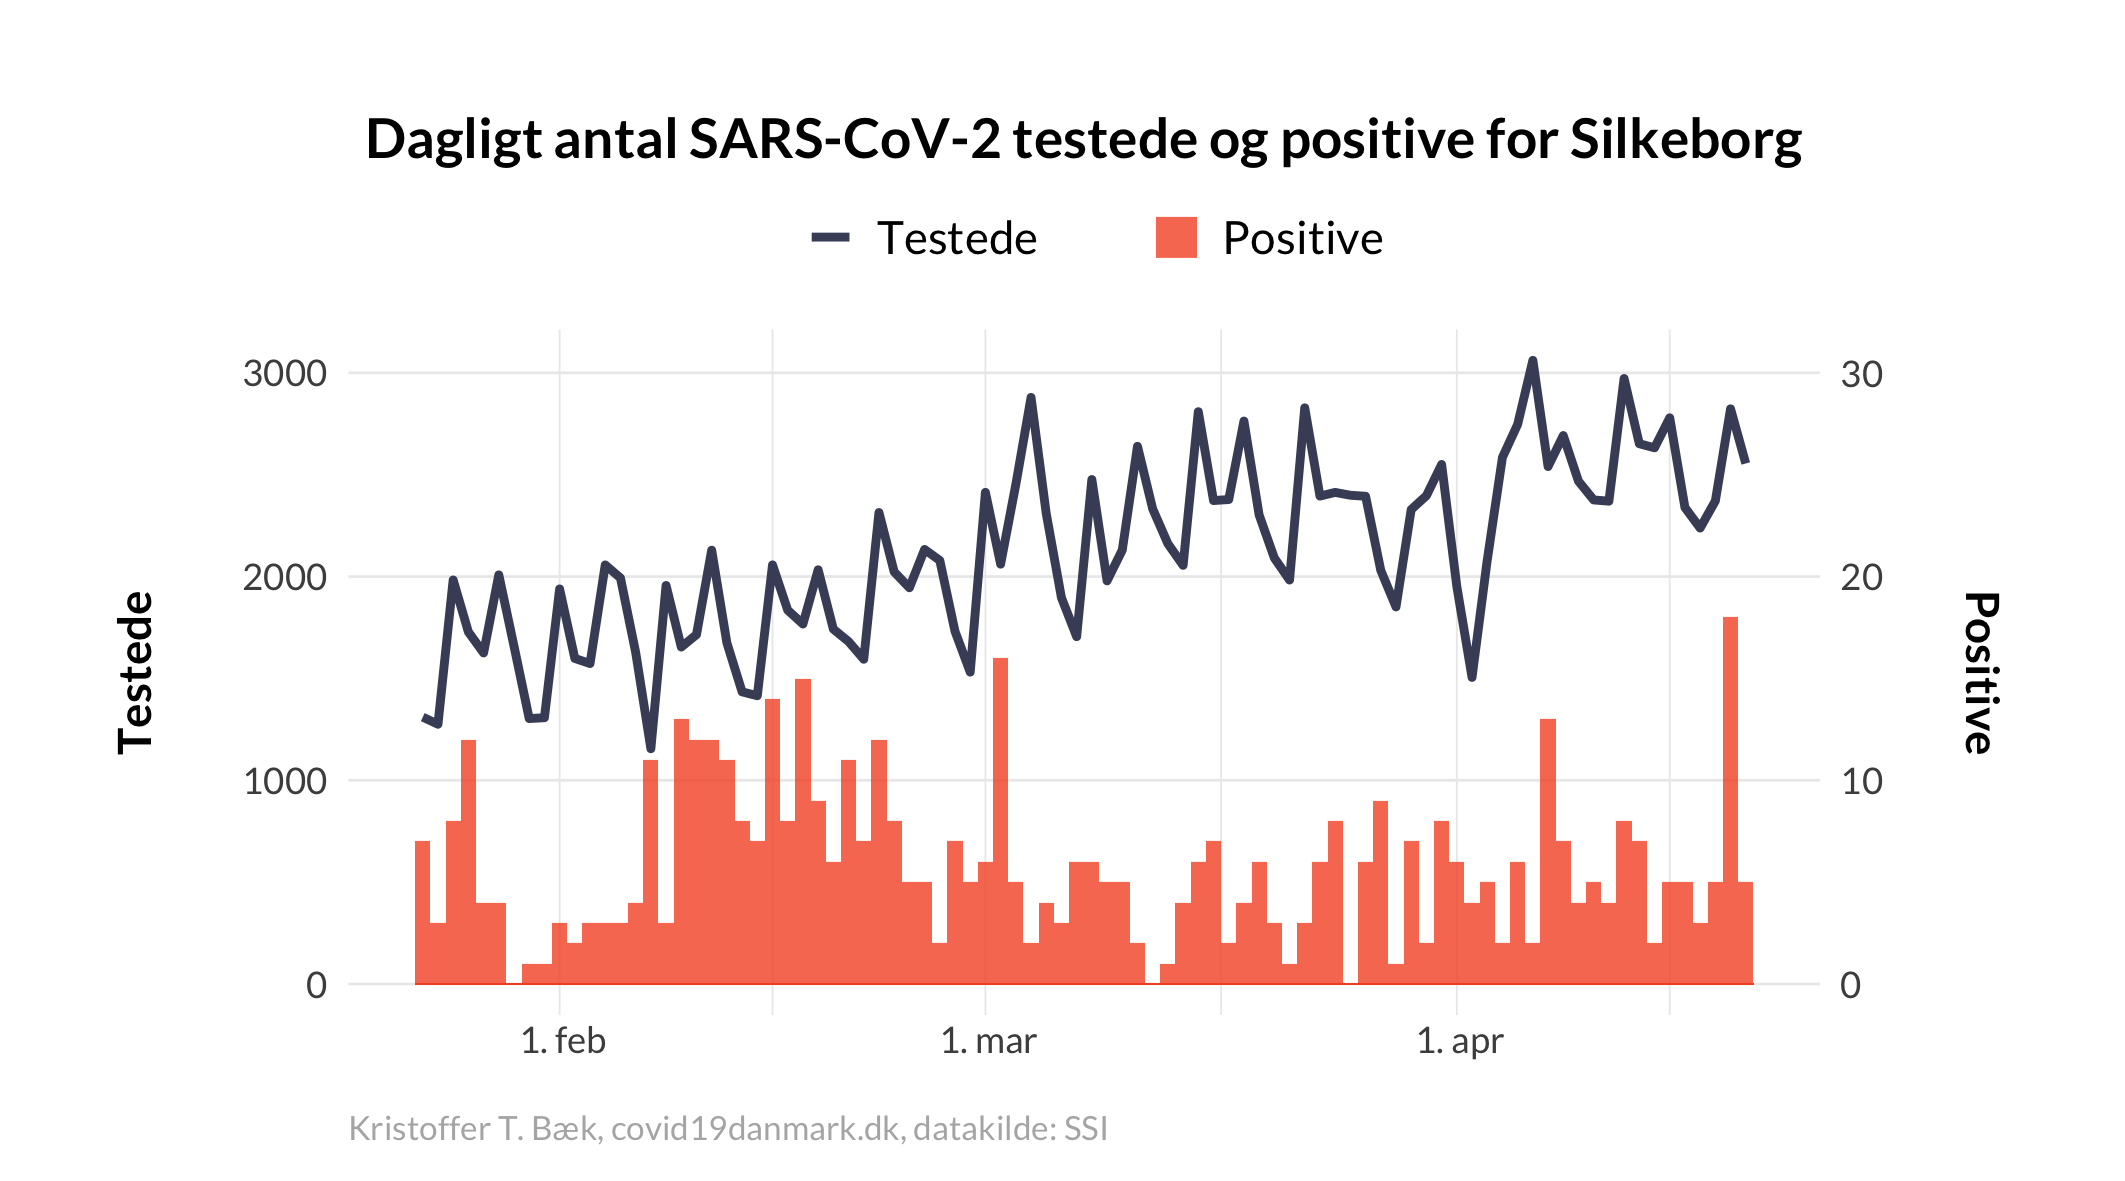 Dagligt antal SARS-CoV-2 testede og positive for Silkeborg
Testede
Positive
3000
2000
1000
0
Testede
30
20
10
0
Positive
1. feb
1. mar
1. apr
Kristoffer T. Bæk, covid19danmark.dk, datakilde: SSI